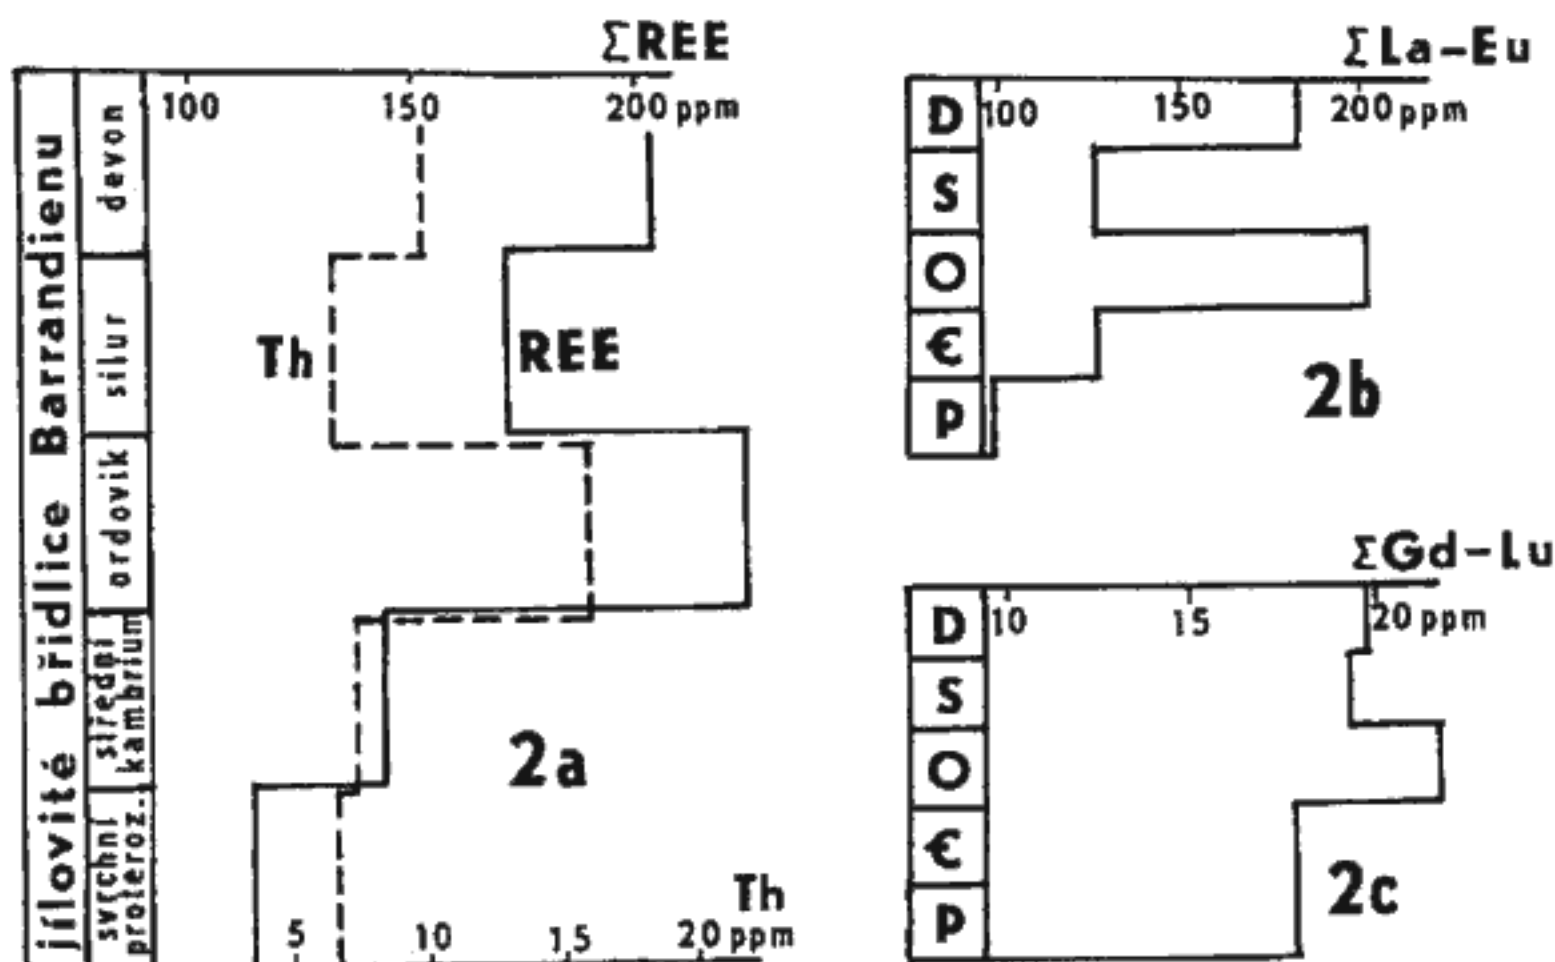 ΣREE
100 150 200 ppm
jílovité břidlice Barrandienu
devon
silur
ordovik
střední
kambrium
svrchní
proteroz.
Th
REE
2a
Th
5 10 15 20 ppm
ΣLa-Eu
100 150 200 ppm
D
S
O
Є
P
2b
ΣGd-Lu
10 15 20 ppm
D
S
O
Є
P
2c